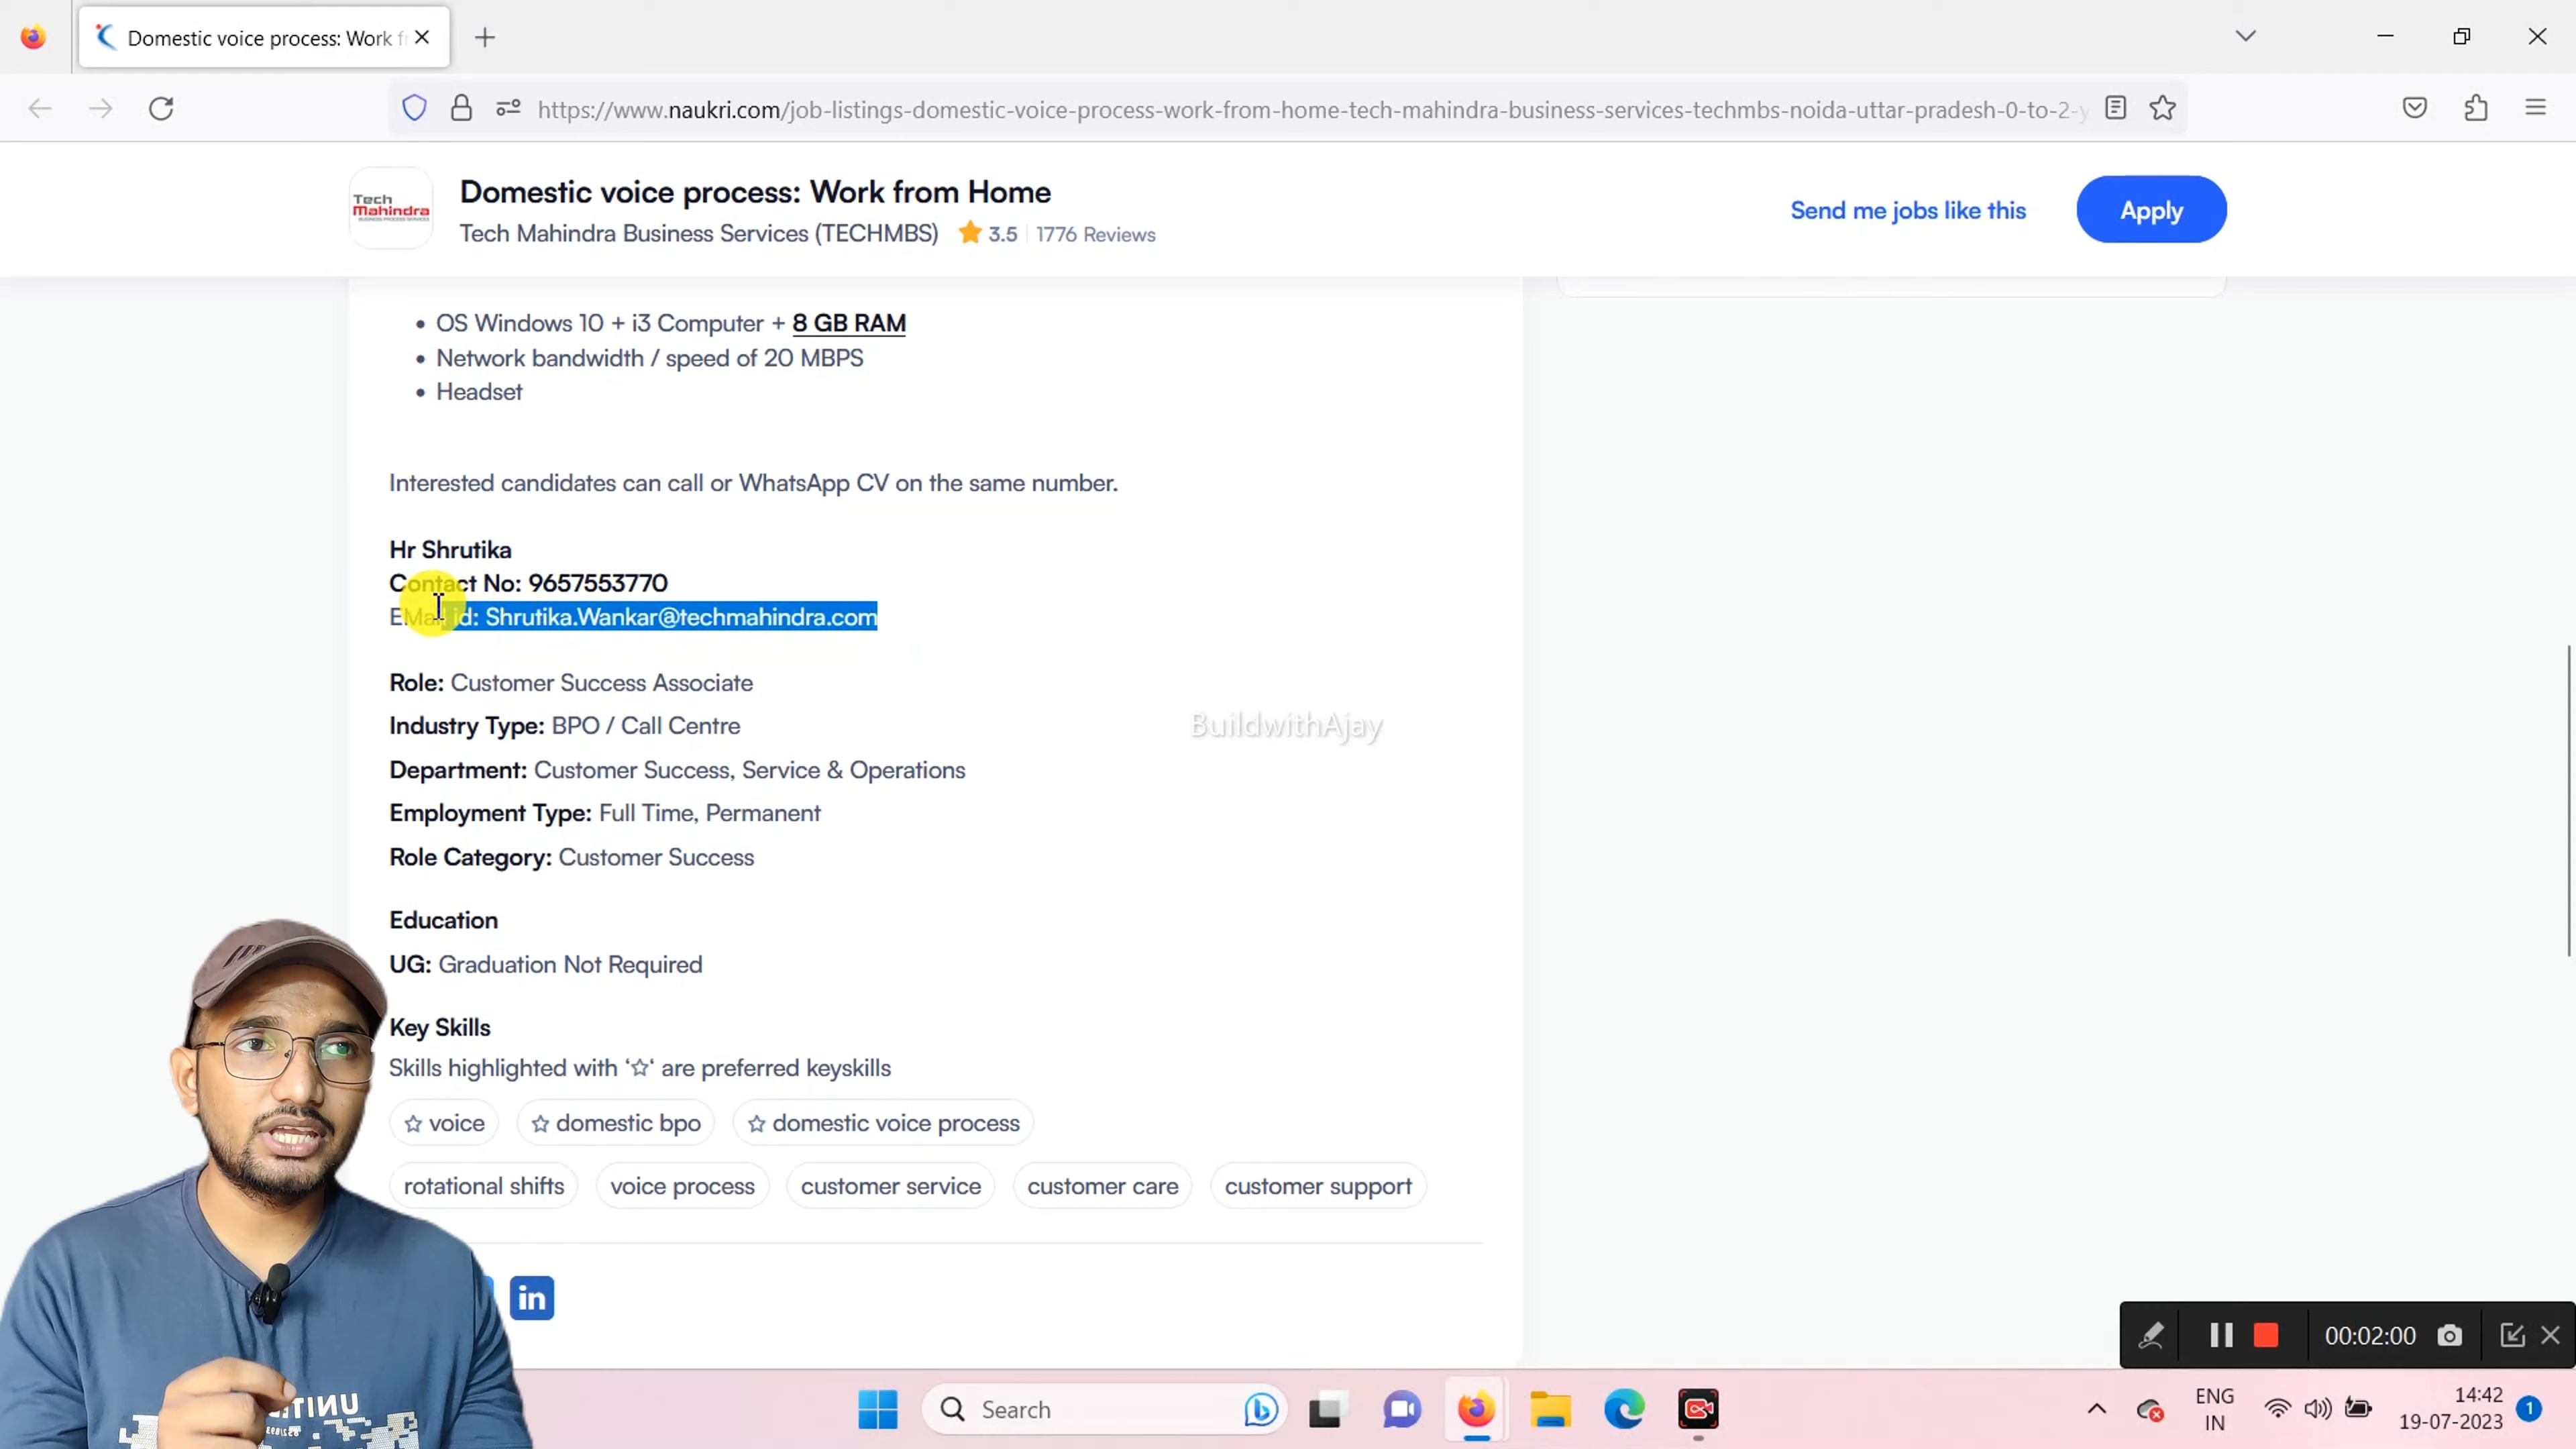 Domestic voice process: Work f
https://www.naukri.com/job-listings-domestic-voice-process-work-from-home-tech-mahindra-business-services-techmbs-noida-uttar-pradesh-0-to-2-y
Tech
Mahindra
Domestic voice process: Work from Home
Tech Mahindra Business Services (TECHMBS) 3.5 1776 Reviews
Send me jobs like this
Apply
• OS Windows 10 + i3 Computer + 8 GB RAM
• Network bandwidth / speed of 20 MBPS
• Headset
Interested candidates can call or WhatsApp CV on the same number.
Hr Shrutika
Contact No: 9657553770
EMail id: Shrutika.Wankar@techmahindra.com
Role: Customer Success Associate
Industry Type: BPO / Call Centre
BuildwithAjay
Department: Customer Success, Service & Operations
Employment Type: Full Time, Permanent
Role Category: Customer Success
Education
UG: Graduation Not Required
Key Skills
Skills highlighted with ‘☆‘ are preferred keyskills
☆ voice ☆ domestic bpo ☆ domestic voice process
rotational shifts voice process customer service customer care customer support
in
00:02:00
Search
ENG
IN
14:42
19-07-2023
1